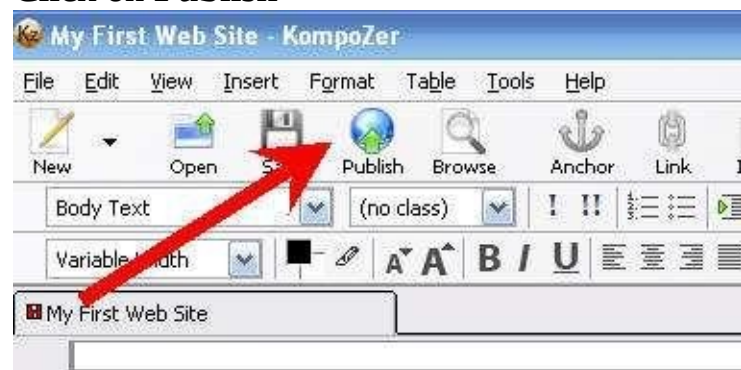 Click on Publish
My First Web Site - KompoZer
File Edit View Insert Format Table Tools Help
New Open Publish Browse Anchor Link
Body Text (no class) ! !!
Variable A A B I U
My First Web Site